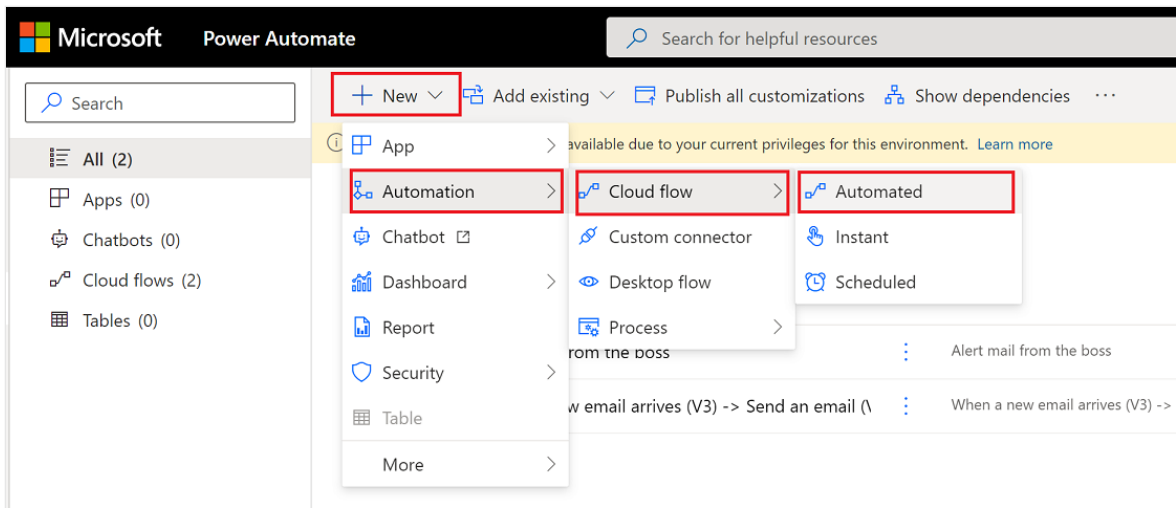 Microsoft Power Automate Search for helpful resources
Search
All (2)
Apps (0)
Chatbots (0)
Cloud flows (2)
Tables (0)
New Add existing Publish all customizations Show dependencies ...
available due to your current privileges for this environment. Learn more
App
Automation
Chatbot
Dashboard
Report
Security
Table
More
Cloud flow
Custom connector
Desktop flow
Process
Automated
Instant
Scheduled
from the boss Alert mail from the boss
w email arrives (V3) -> Send an email (\ When a new email arrives (V3) ->